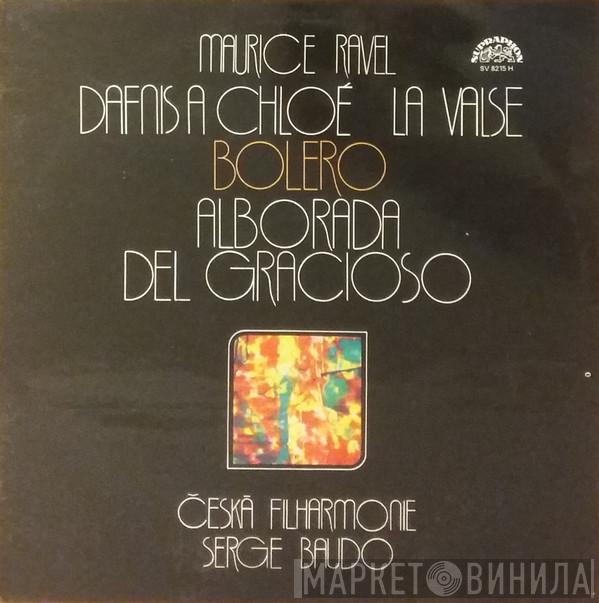 MAURICE RAVEL
SUPRAPHON
SV 8215 H
DAFNIS A CHLOÉ LA VALSE
BOLERO
ALBORADA
DEL GRACIOSO
ČESKÁ FILHARMONIE
SERGE BAUDO
МАРКЕТ ВИНИЛА!